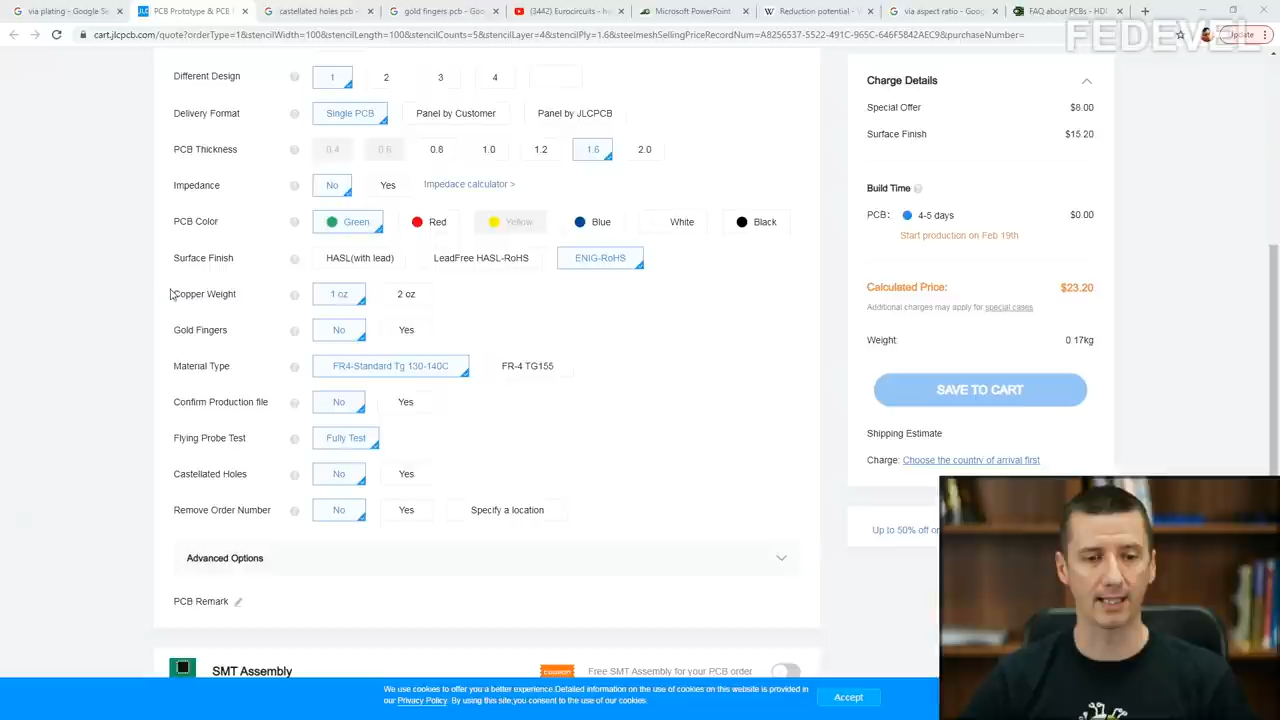 via plating - Google S
PCB Prototype & PCB F
castellated holes pcb -
gold fingers pcb - Goo
(3442) Eurocircuits - w
Microsoft PowerPoint
Reduction potential - W
via aspect ratio - Goog
FAQ about PCBs - HDI
cart.jlcpcb.com/quote?orderType=1&stencilWidth=100&stencilLength=100&stencilCounts=5&stencilLayer=4&stencilPly=1.6&steelmeshSellingPriceRecordNum=A8256537-5522-491C-965C-646F5842AEC9&purchaseNumber=
Update
FEDEVEL
Different Design 1 2 3 4
Delivery Format Single PCB Panel by Customer Panel by JLCPCB
PCB Thickness 0.4 0.6 0.8 1.0 1.2 1.6 2.0
Impedance No Yes Impedace calculator >
PCB Color Green Red Yellow Blue White Black
Surface Finish HASL(with lead) LeadFree HASL-RoHS ENIG-RoHS
Copper Weight 1 oz 2 oz
Gold Fingers No Yes
Material Type FR4-Standard Tg 130-140C FR-4 TG155
Confirm Production file No Yes
Flying Probe Test Fully Test
Castellated Holes No Yes
Remove Order Number No Yes Specify a location
Advanced Options
PCB Remark
SMT Assembly
COUPON
Free SMT Assembly for your PCB order
Charge Details
Special Offer $8.00
Surface Finish $15.20
Build Time
PCB: 4-5 days $0.00
Start production on Feb 19th
Calculated Price: $23.20
Additional charges may apply for special cases
Weight: 0.17kg
SAVE TO CART
Shipping Estimate
Charge: Choose the country of arrival first
Up to 50% off or
We use cookies to offer you a better experience.Detailed information on the use of cookies on this website is provided in
our Privacy Policy. By using this site,you consent to the use of our cookies.
Accept